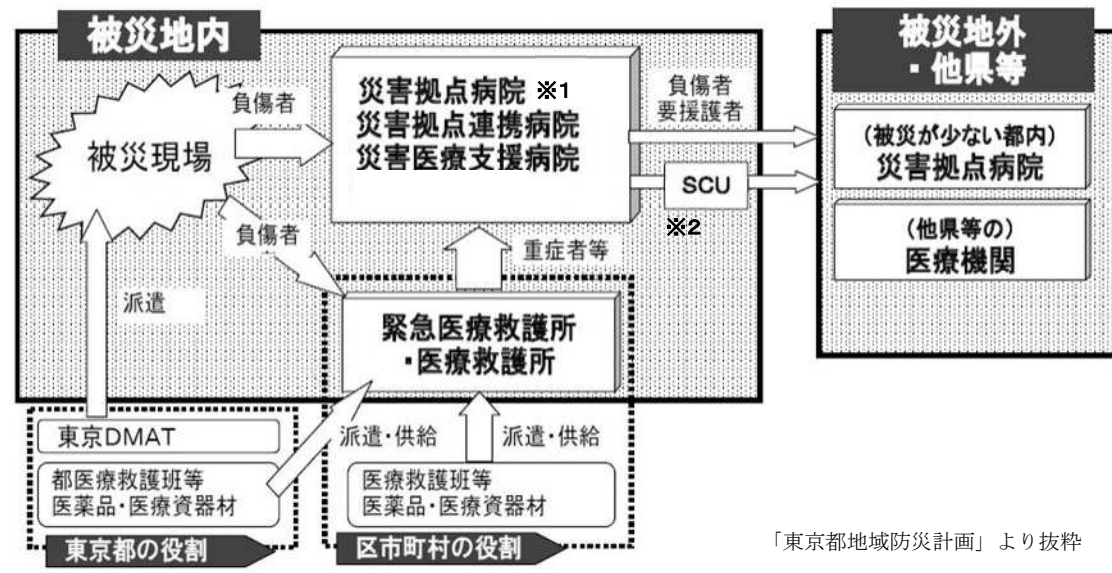 被災地内
被災現場
負傷者
負傷者
災害拠点病院 ※1
災害拠点連携病院
災害医療支援病院
負傷者
要援護者
SCU
※2
被災地外
・他県等
(被災が少ない都内)
災害拠点病院
(他県等の)
医療機関
重症者等
緊急医療救護所
・医療救護所
派遣
東京DMAT
都医療救護班等
医薬品・医療資器材
東京都の役割
派遣・供給
派遣・供給
医療救護班等
医薬品・医療資器材
区市町村の役割
「東京都地域防災計画」より抜粋